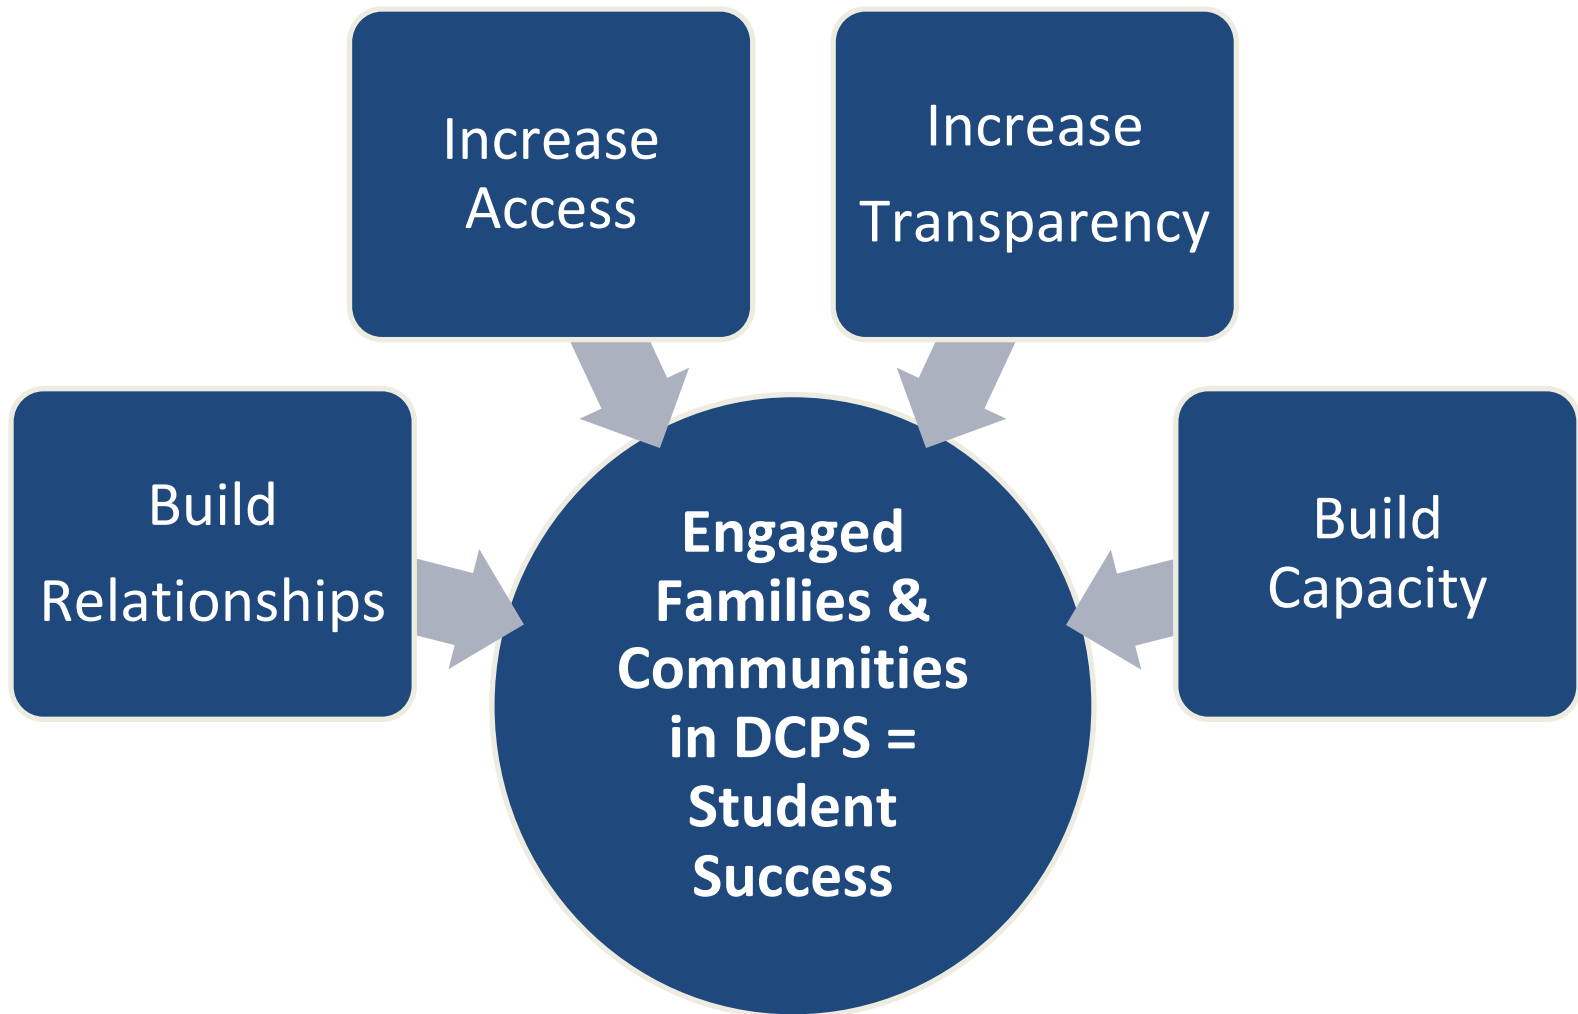 Increase
Access
Increase
Transparency
Build
Relationships
Build
Capacity
Engaged
Families &
Communities
in DCPS =
Student
Success